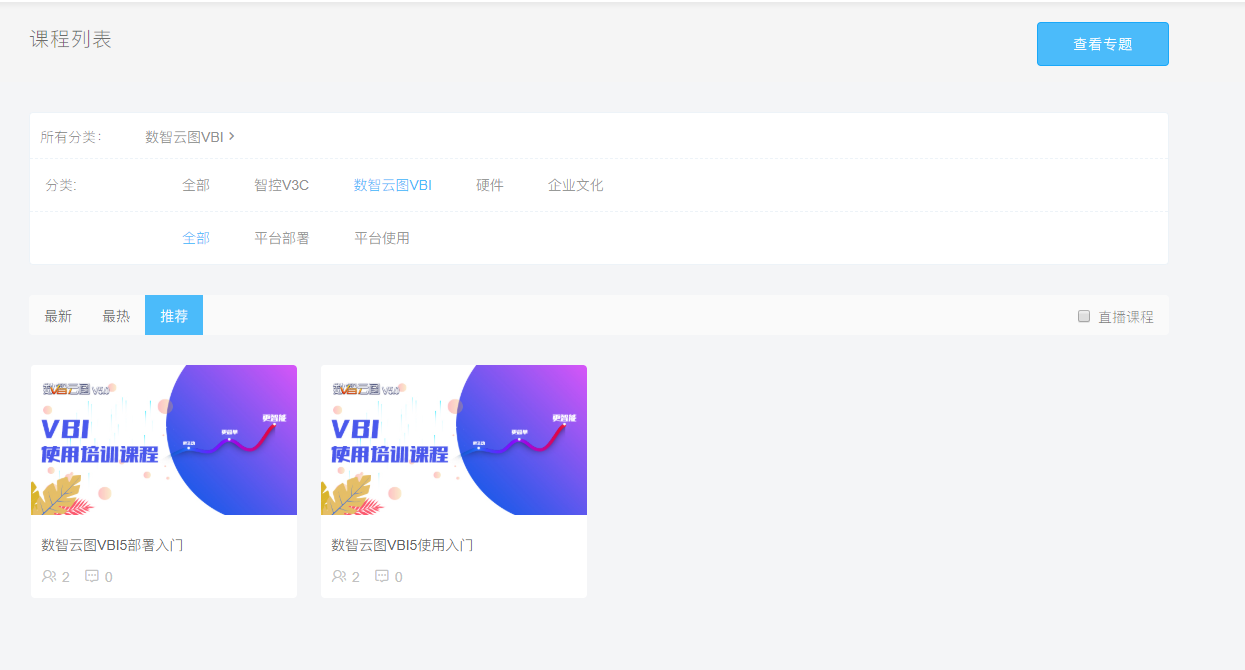 课程列表
查看专题
所有分类：
数智云图VBI
分类:
全部
智控V3C
数智云图VBI
硬件
企业文化
全部
平台部署
平台使用
最新
最热
推荐
直播课程
数智云图 V5.0
VBI
使用培训课程
更智能
数智云图 V5.0
VBI
使用培训课程
更智能
数智云图VBI5部署入门
2
0
数智云图VBI5使用入门
2
0